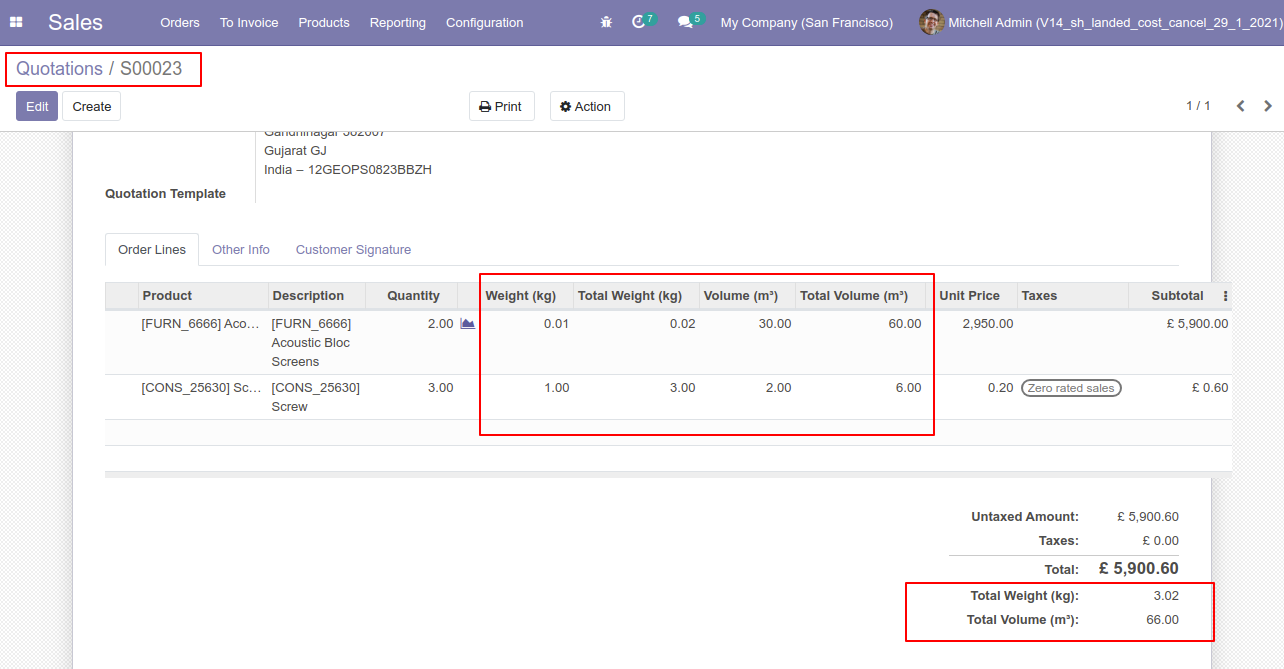 Sales Orders To Invoice Products Reporting Configuration 7 5 My Company (San Francisco) Mitchell Admin (V14_sh_landed_cost_cancel_29_1_2021)
Quotations / S00023
Edit Create Print Action 1 / 1
Gandhinagar 382007
Gujarat GJ
India – 12GEOPS0823BBZH
Quotation Template
Order Lines Other Info Customer Signature
Product Description Quantity Weight (kg) Total Weight (kg) Volume (m³) Total Volume (m³) Unit Price Taxes Subtotal
[FURN_6666] Aco… [FURN_6666] 2.00 0.01 0.02 30.00 60.00 2,950.00 £ 5,900.00
Acoustic Bloc
Screens
[CONS_25630] Sc… [CONS_25630] 3.00 1.00 3.00 2.00 6.00 0.20 Zero rated sales £ 0.60
Screw
Untaxed Amount: £ 5,900.60
Taxes: £ 0.00
Total: £ 5,900.60
Total Weight (kg): 3.02
Total Volume (m³): 66.00